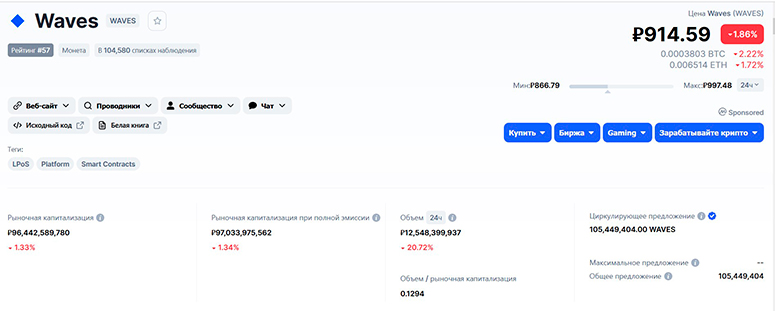 Waves WAVES
Рейтинг #57 Монета В 104,580 списках наблюдения
Цена Waves (WAVES)
₽914.59 1.86%
0.0003803 BTC 2.22%
0.006514 ETH 1.72%
Мин:₽866.79 Макс:₽997.48 24ч
Веб-сайт Проводники Сообщество Чат
Исходный код Белая книга
Sponsored
Купить Биржа Gaming Зарабатывайте крипто
Теги:
LPoS Platform Smart Contracts
Рыночная капитализация
₽96,442,589,780
1.33%
Рыночная капитализация при полной эмиссии
₽97,033,975,562
1.34%
Объем 24ч
₽12,548,399,937
20.72%
Объем / рыночная капитализация
0.1294
Циркулирующее предложение
105,449,404.00 WAVES
Максимальное предложение --
Общее предложение 105,449,404